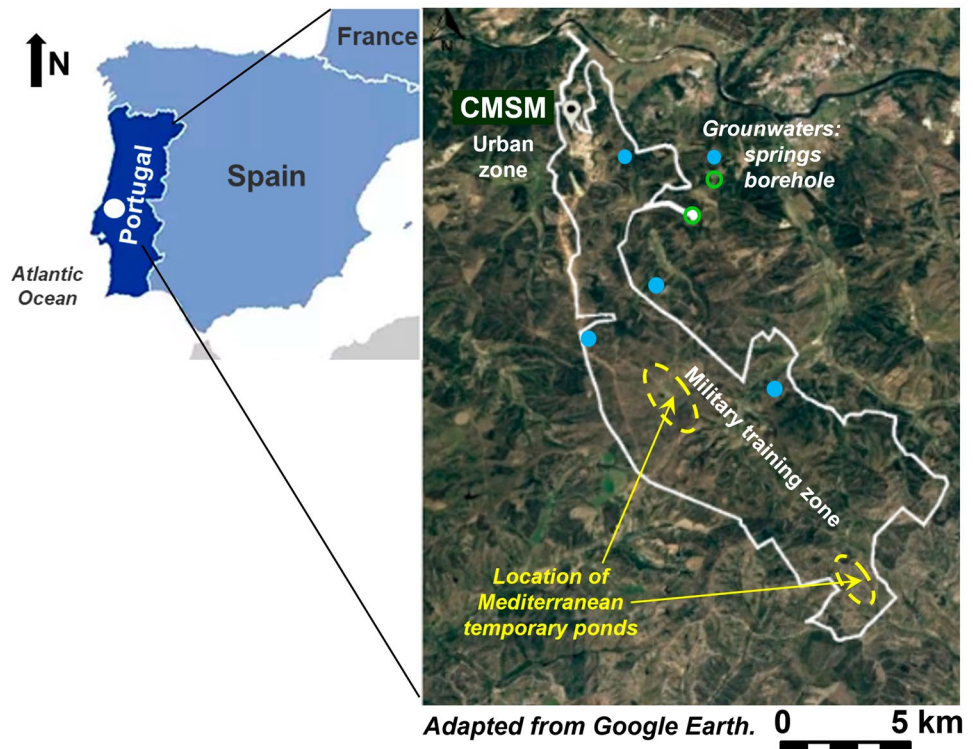 N
France
Spain
Portugal
Atlantic
Ocean
N
CMSM
Urban
zone
Grounwaters:
springs
borehole
Military training zone
Location of
Mediterranean
temporary ponds
Adapted from Google Earth. 0 5 km